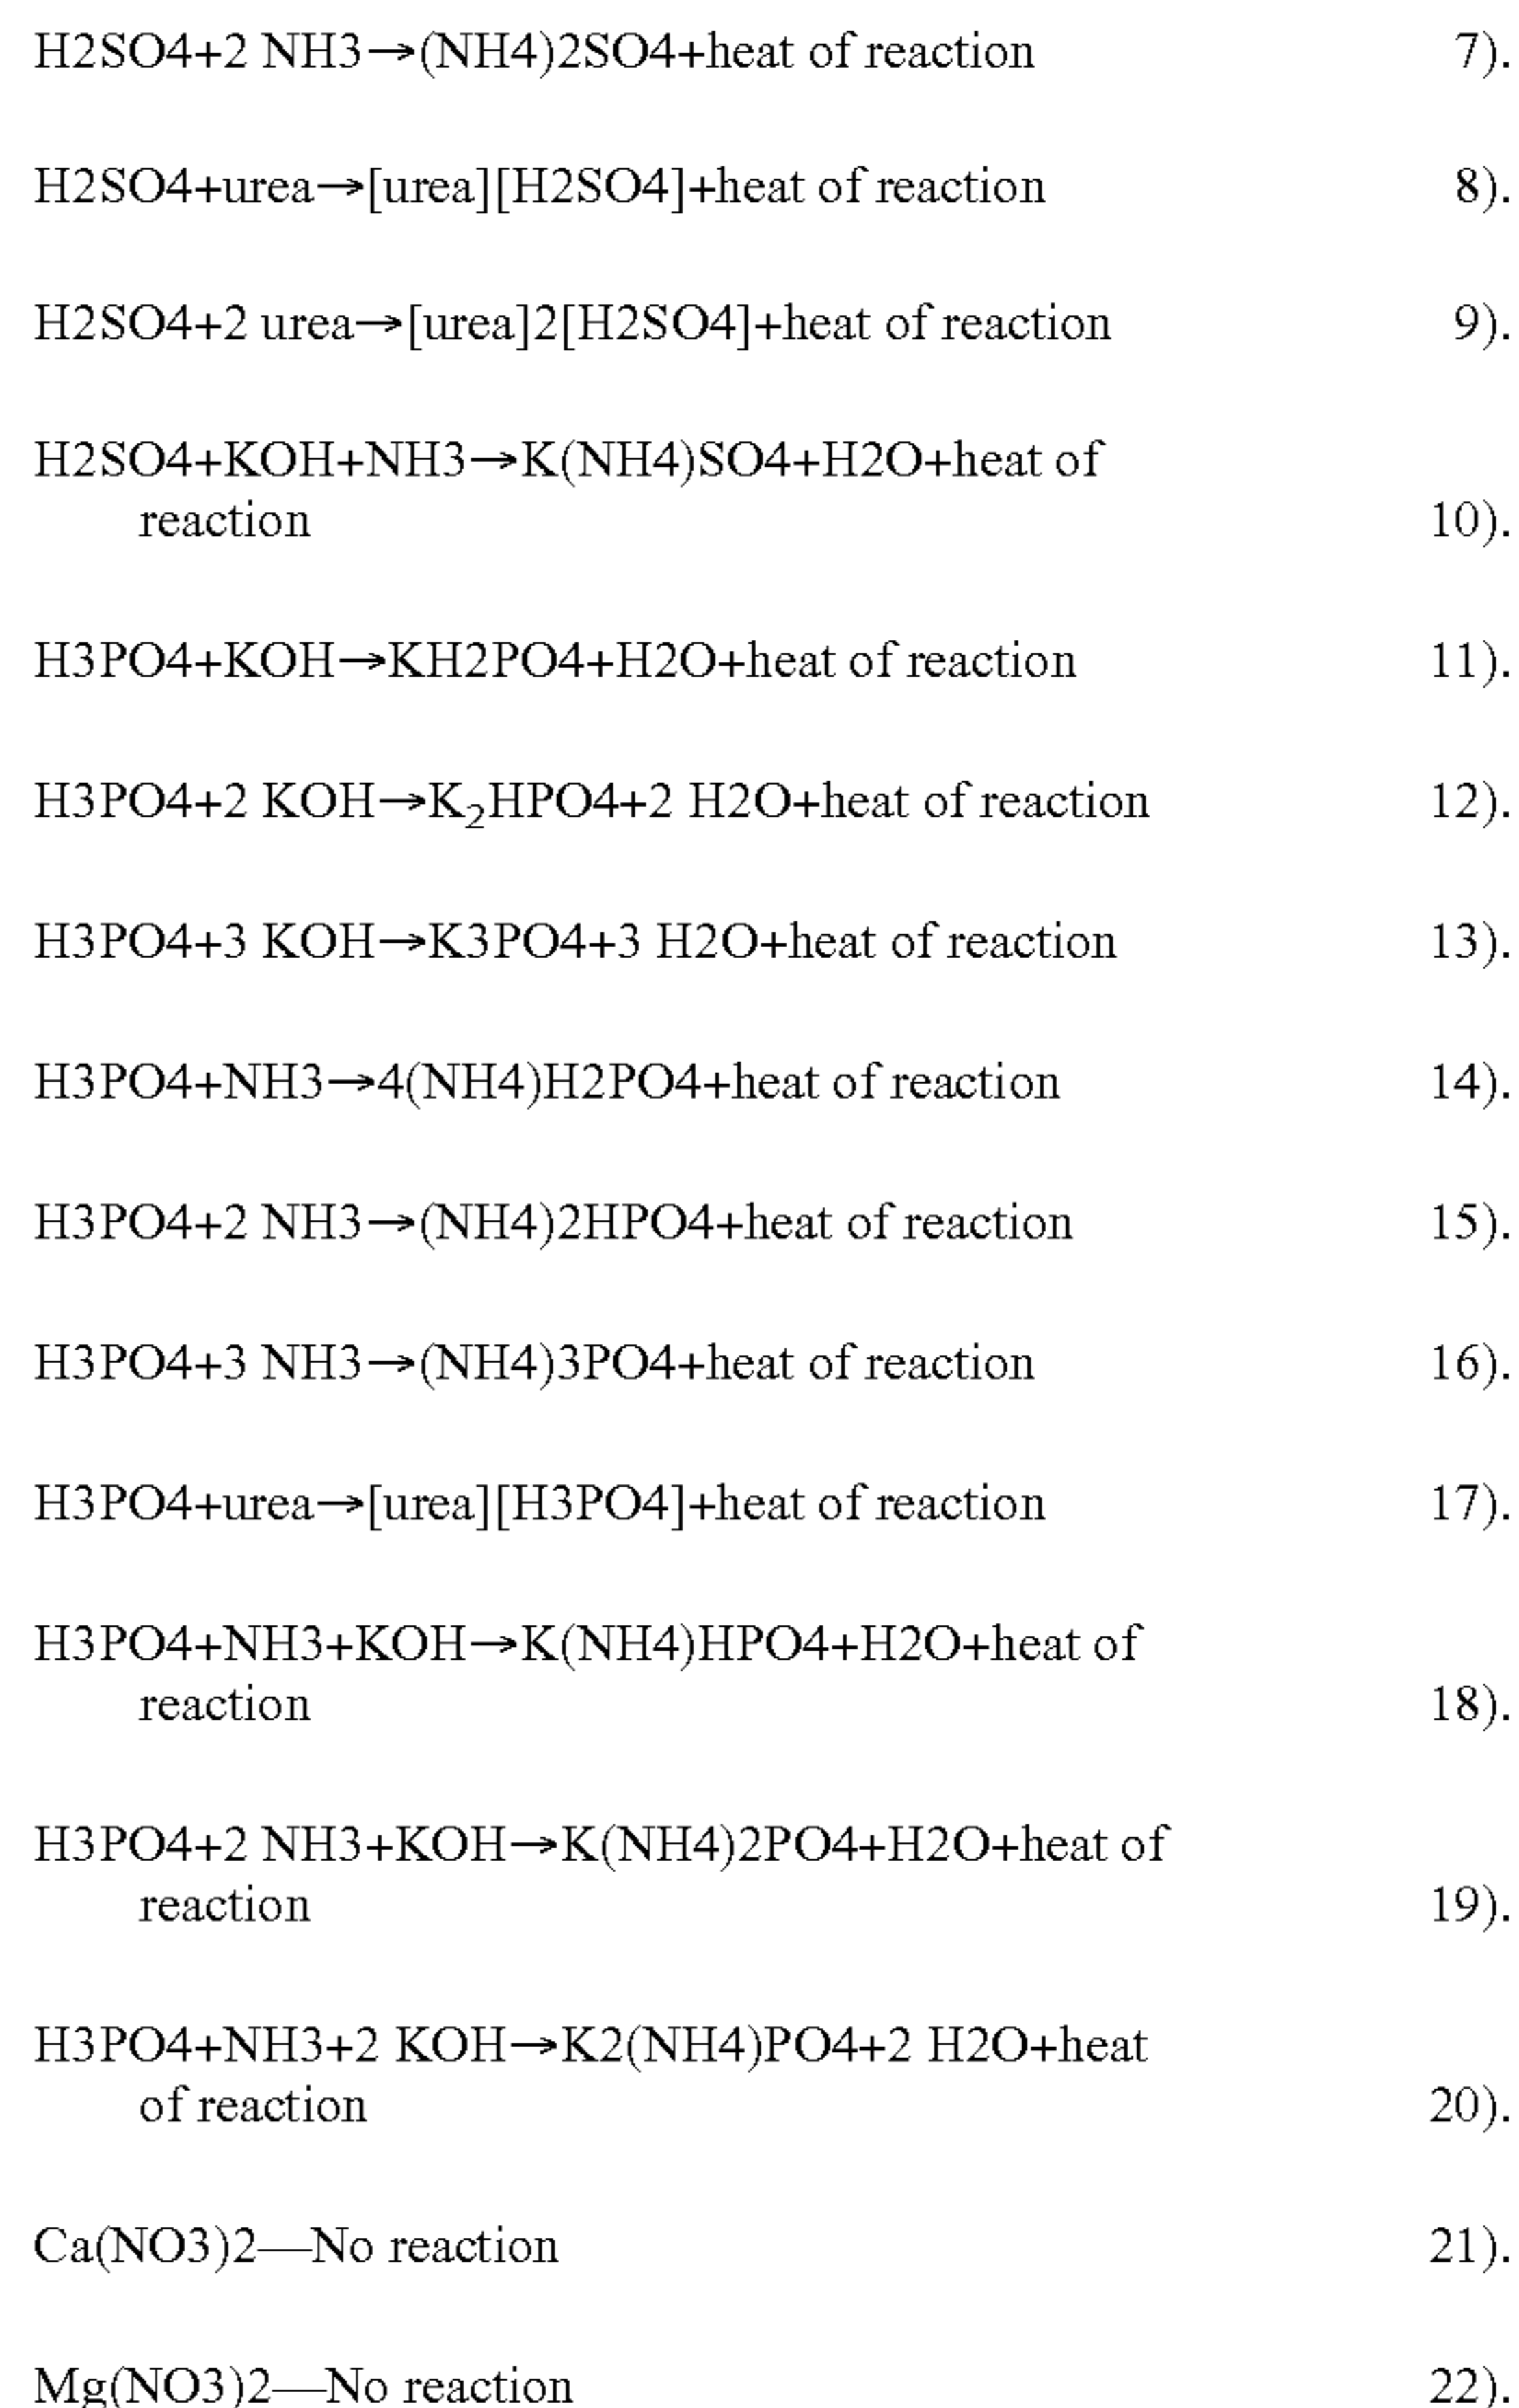 H2SO4+2 NH3→(NH4)2SO4+heat of reaction 7).
H2SO4+urea→[urea][H2SO4]+heat of reaction 8).
H2SO4+2 urea→[urea]2[H2SO4]+heat of reaction 9).
H2SO4+KOH+NH3→K(NH4)SO4+H2O+heat of
reaction 10).
H3PO4+KOH→KH2PO4+H2O+heat of reaction 11).
H3PO4+2 KOH→K₂HPO4+2 H2O+heat of reaction 12).
H3PO4+3 KOH→K3PO4+3 H2O+heat of reaction 13).
H3PO4+NH3→4(NH4)H2PO4+heat of reaction 14).
H3PO4+2 NH3→(NH4)2HPO4+heat of reaction 15).
H3PO4+3 NH3→(NH4)3PO4+heat of reaction 16).
H3PO4+urea→[urea][H3PO4]+heat of reaction 17).
H3PO4+NH3+KOH→K(NH4)HPO4+H2O+heat of
reaction 18).
H3PO4+2 NH3+KOH→K(NH4)2PO4+H2O+heat of
reaction 19).
H3PO4+NH3+2 KOH→K2(NH4)PO4+2 H2O+heat
of reaction 20).
Ca(NO3)2—No reaction 21).
Mg(NO3)2—No reaction 22).